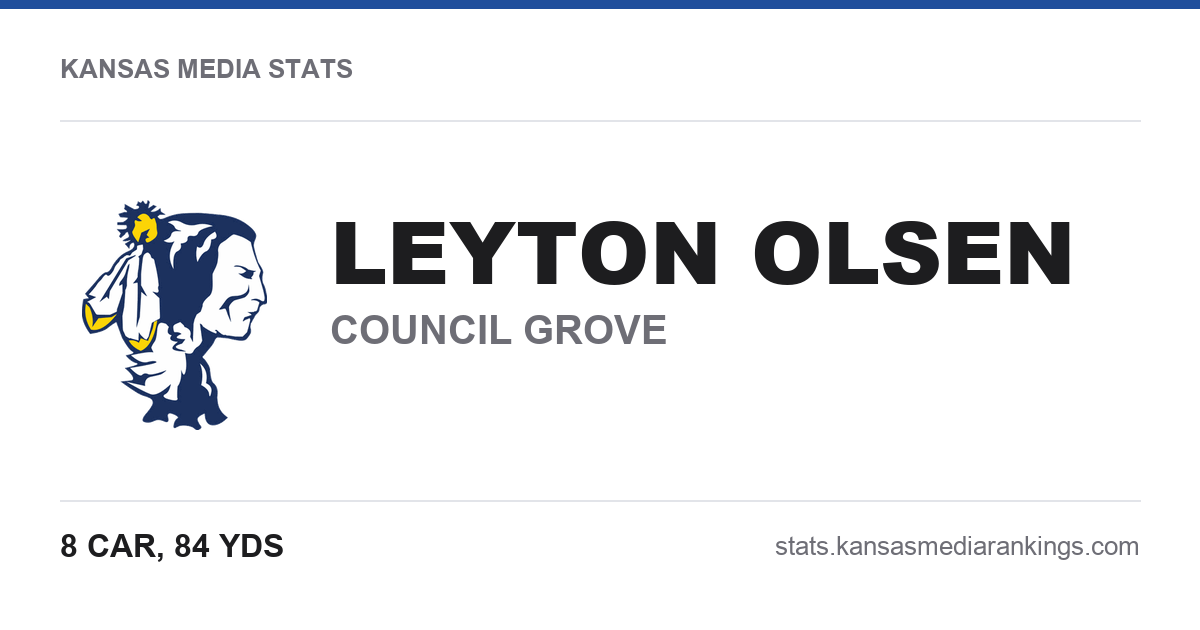 KANSAS MEDIA STATS
LEYTON OLSEN
COUNCIL GROVE
8 CAR, 84 YDS
stats.kansasmediarankings.com